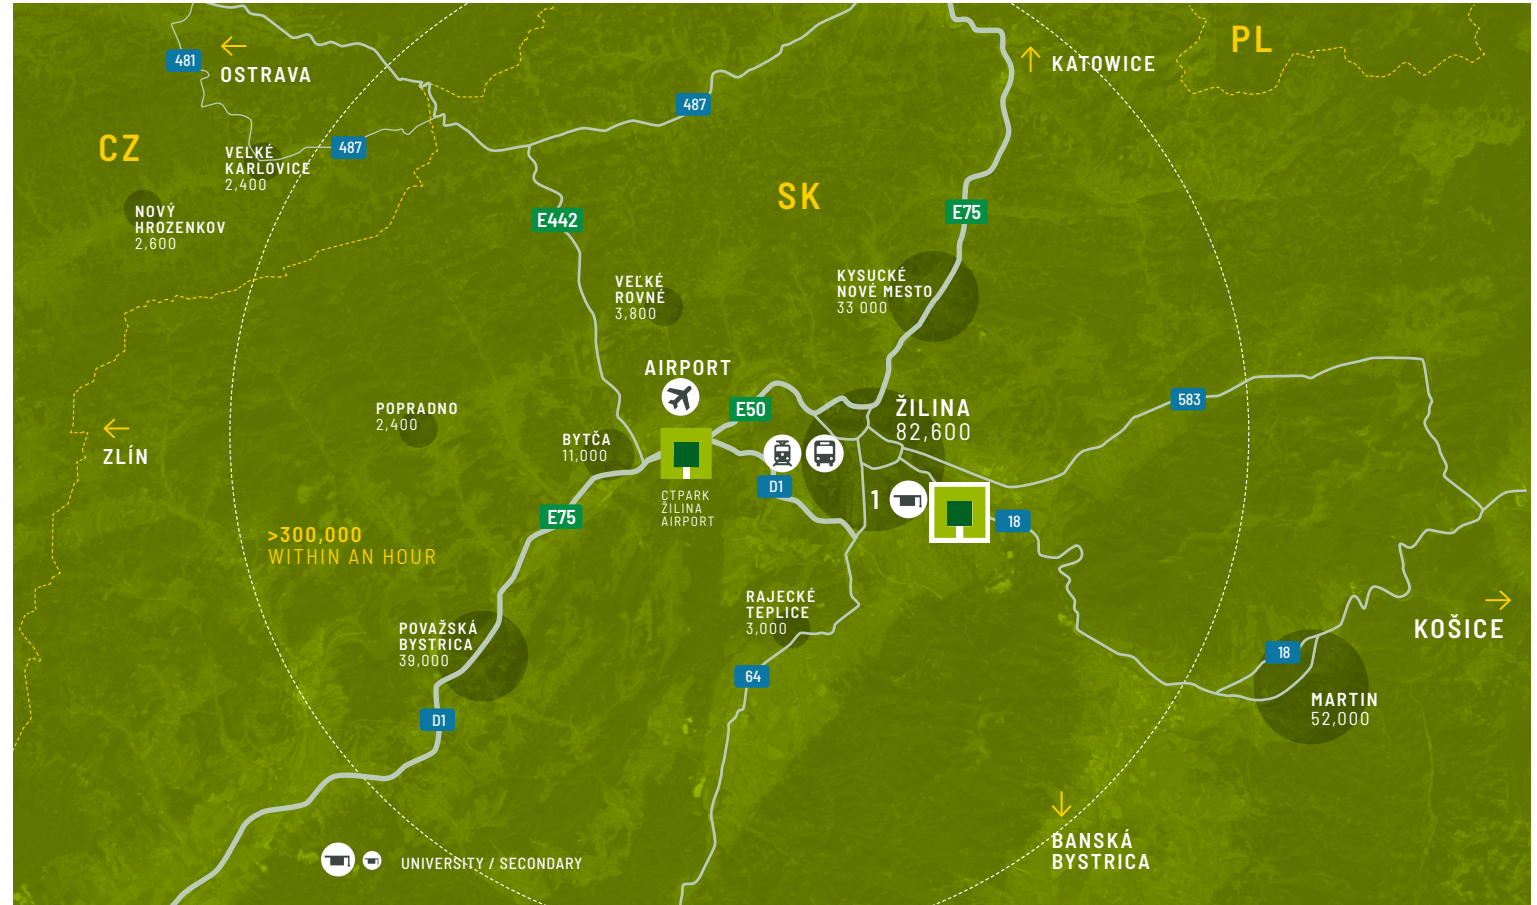 PL
481
OSTRAVA
KATOWICE
487
CZ
487
VELKÉ
KARLOVICE
2,400
SK
NOVÝ
HROZENKOV
2,600
E442
E75
VEĽKÉ
ROVNÉ
3,800
KYSUCKÉ
NOVÉ MESTO
33 000
AIRPORT
583
POPRADNO
2,400
E50
ŽILINA
82,600
ZLÍN
BYTČA
11,000
D1
CTPARK
ŽILINA
AIRPORT
1
18
E75
>300,000
WITHIN AN HOUR
RAJECKÉ
TEPLICE
3,000
KOŠICE
POVAŽSKÁ
BYSTRICA
39,000
18
64
MARTIN
52,000
D1
BANSKÁ
BYSTRICA
UNIVERSITY / SECONDARY